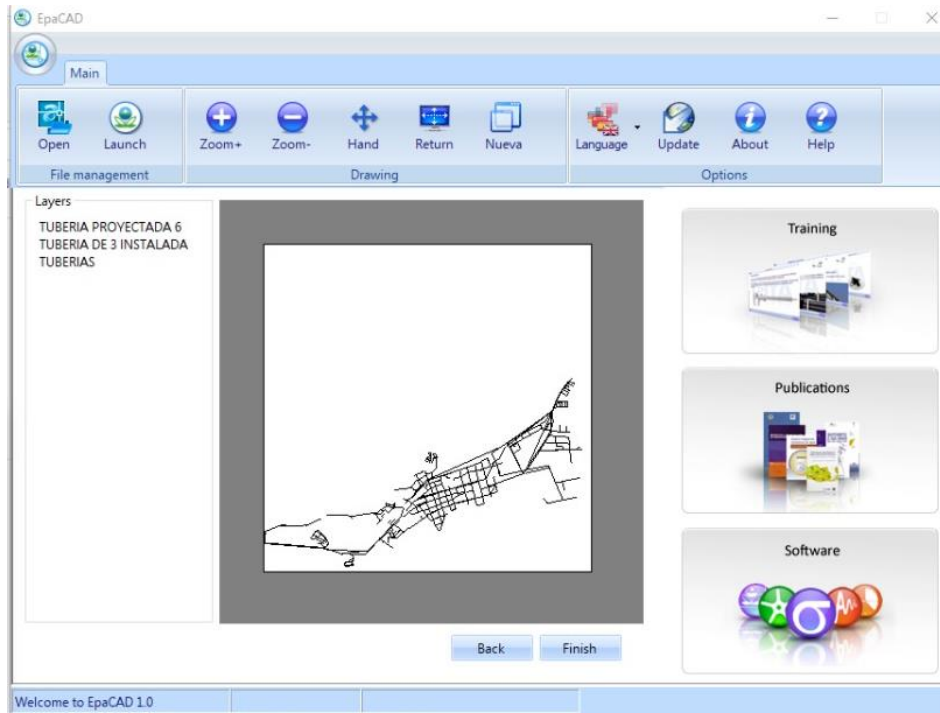 EpaCAD
Main
Open
Launch
Zoom+
Zoom-
Hand
Return
Nueva
Language
Update
About
Help
File management
Drawing
Options
Layers
TUBERIA PROYECTADA 6
TUBERIA DE 3 INSTALADA
TUBERIAS
Training
Publications
Software
Back
Finish
Welcome to EpaCAD 1.0